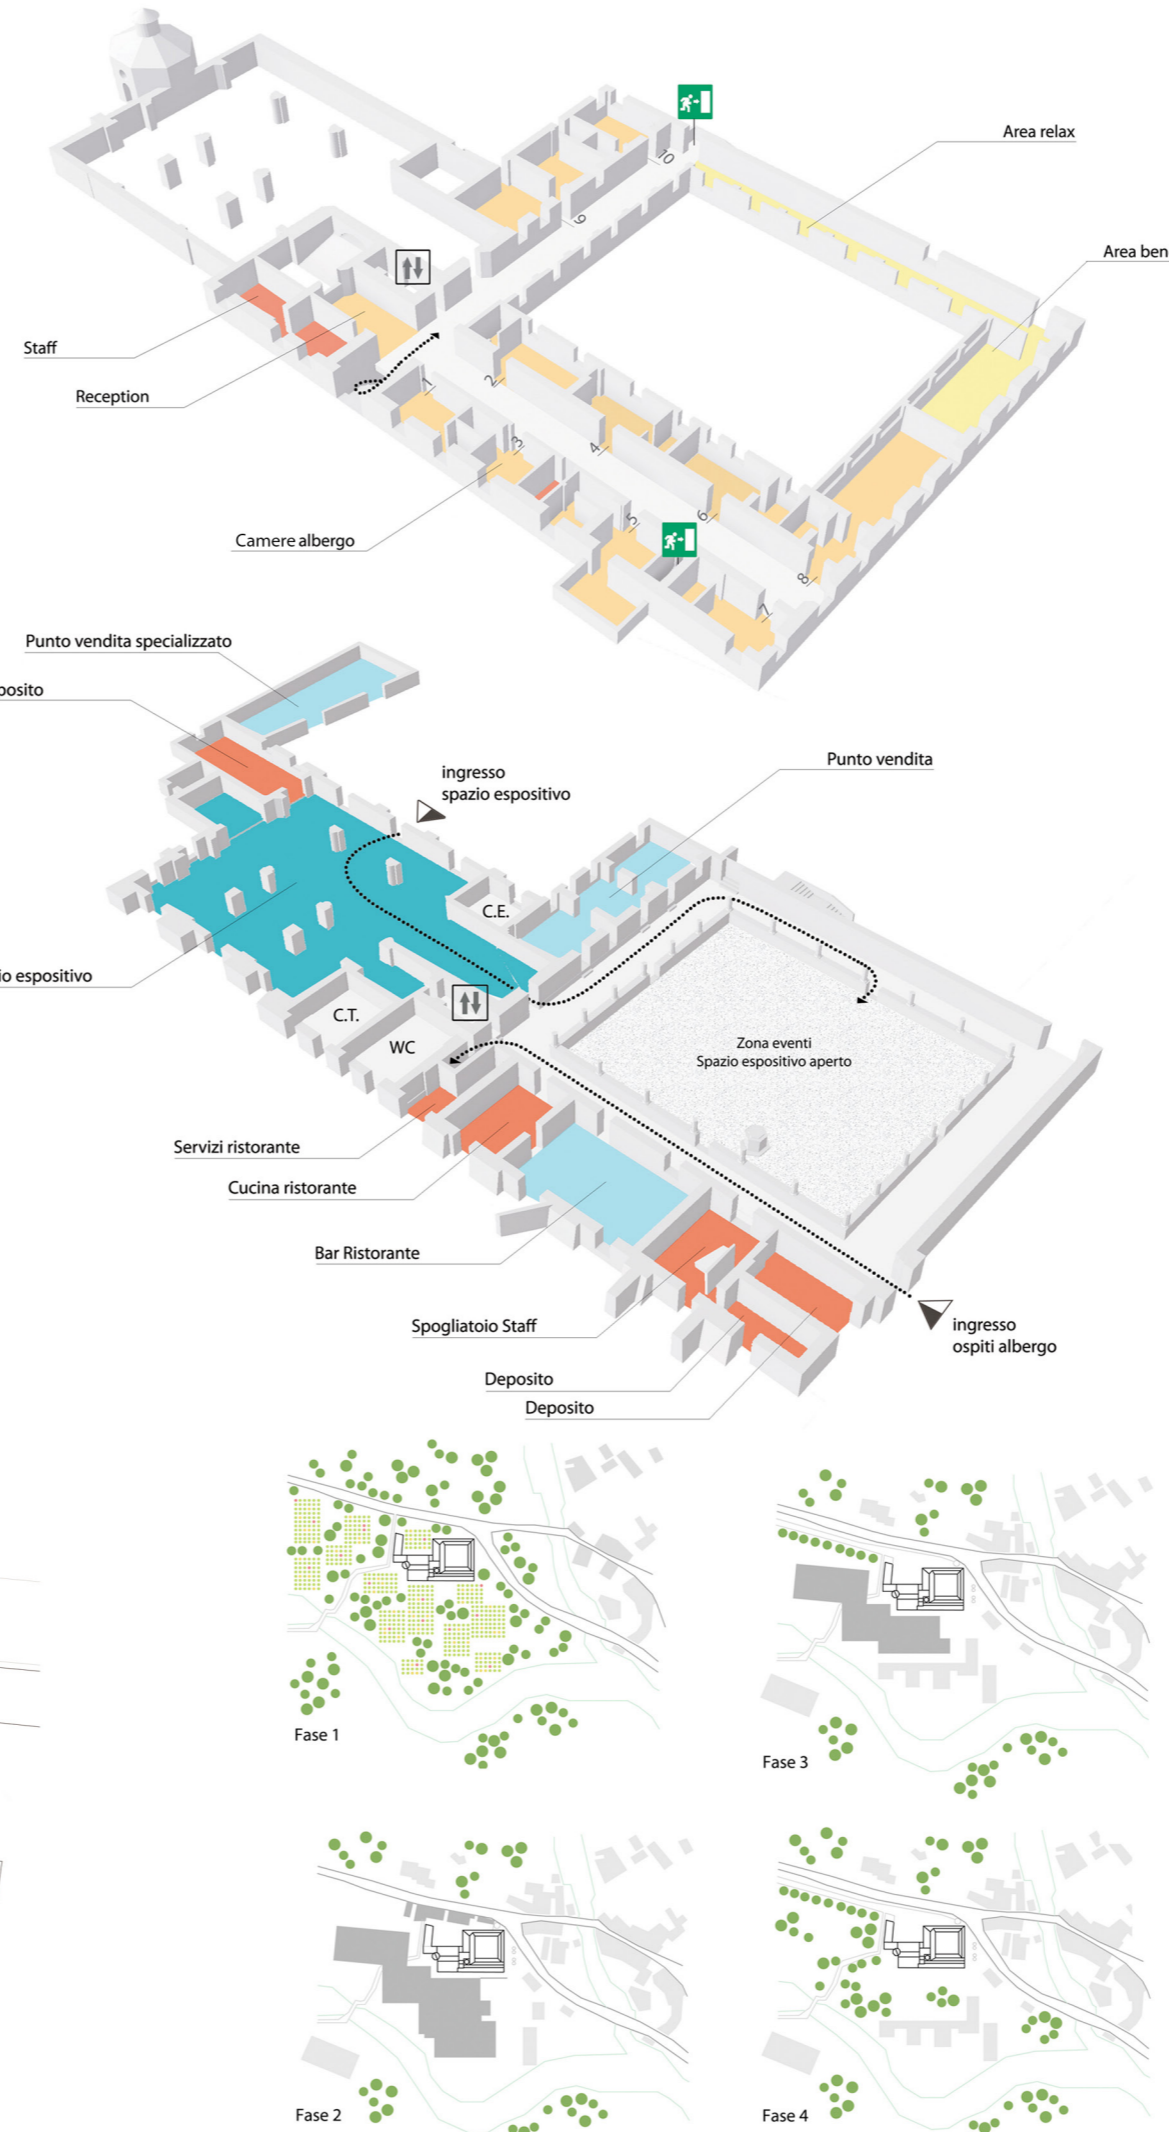 Area relax
Area ben
10
9
Staff
Reception
1
2
3
4
5
6
7
8
Camere albergo
Punto vendita specializzato
posito
ingresso
spazio espositivo
Punto vendita
C.E.
io espositivo
C.T.
WC
Zona eventi
Spazio espositivo aperto
Servizi ristorante
Cucina ristorante
Bar Ristorante
Spogliatoio Staff
ingresso
ospiti albergo
Deposito
Deposito
Fase 1
Fase 3
Fase 2
Fase 4